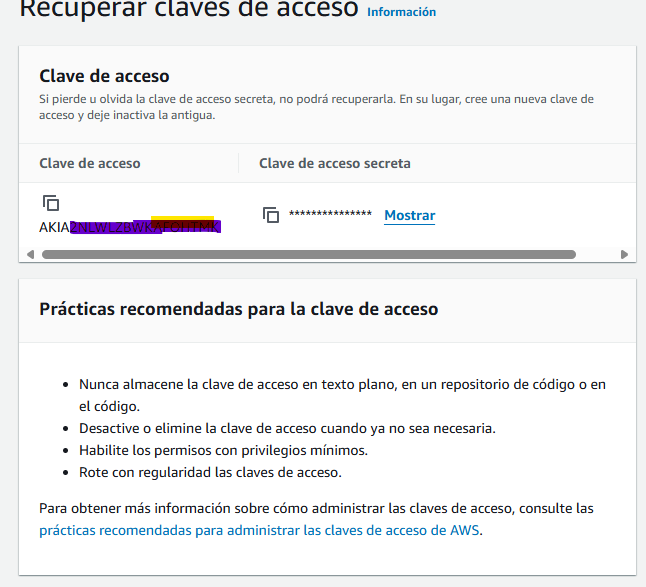 Recuperar claves de acceso Información
Clave de acceso
Si pierde u olvida la clave de acceso secreta, no podrá recuperarla. En su lugar, cree una nueva clave de
acceso y deje inactiva la antigua.
Clave de acceso Clave de acceso secreta
AKIA *************** Mostrar
Prácticas recomendadas para la clave de acceso
• Nunca almacene la clave de acceso en texto plano, en un repositorio de código o en
el código.
• Desactive o elimine la clave de acceso cuando ya no sea necesaria.
• Habilite los permisos con privilegios mínimos.
• Rote con regularidad las claves de acceso.
Para obtener más información sobre cómo administrar las claves de acceso, consulte las
prácticas recomendadas para administrar las claves de acceso de AWS.